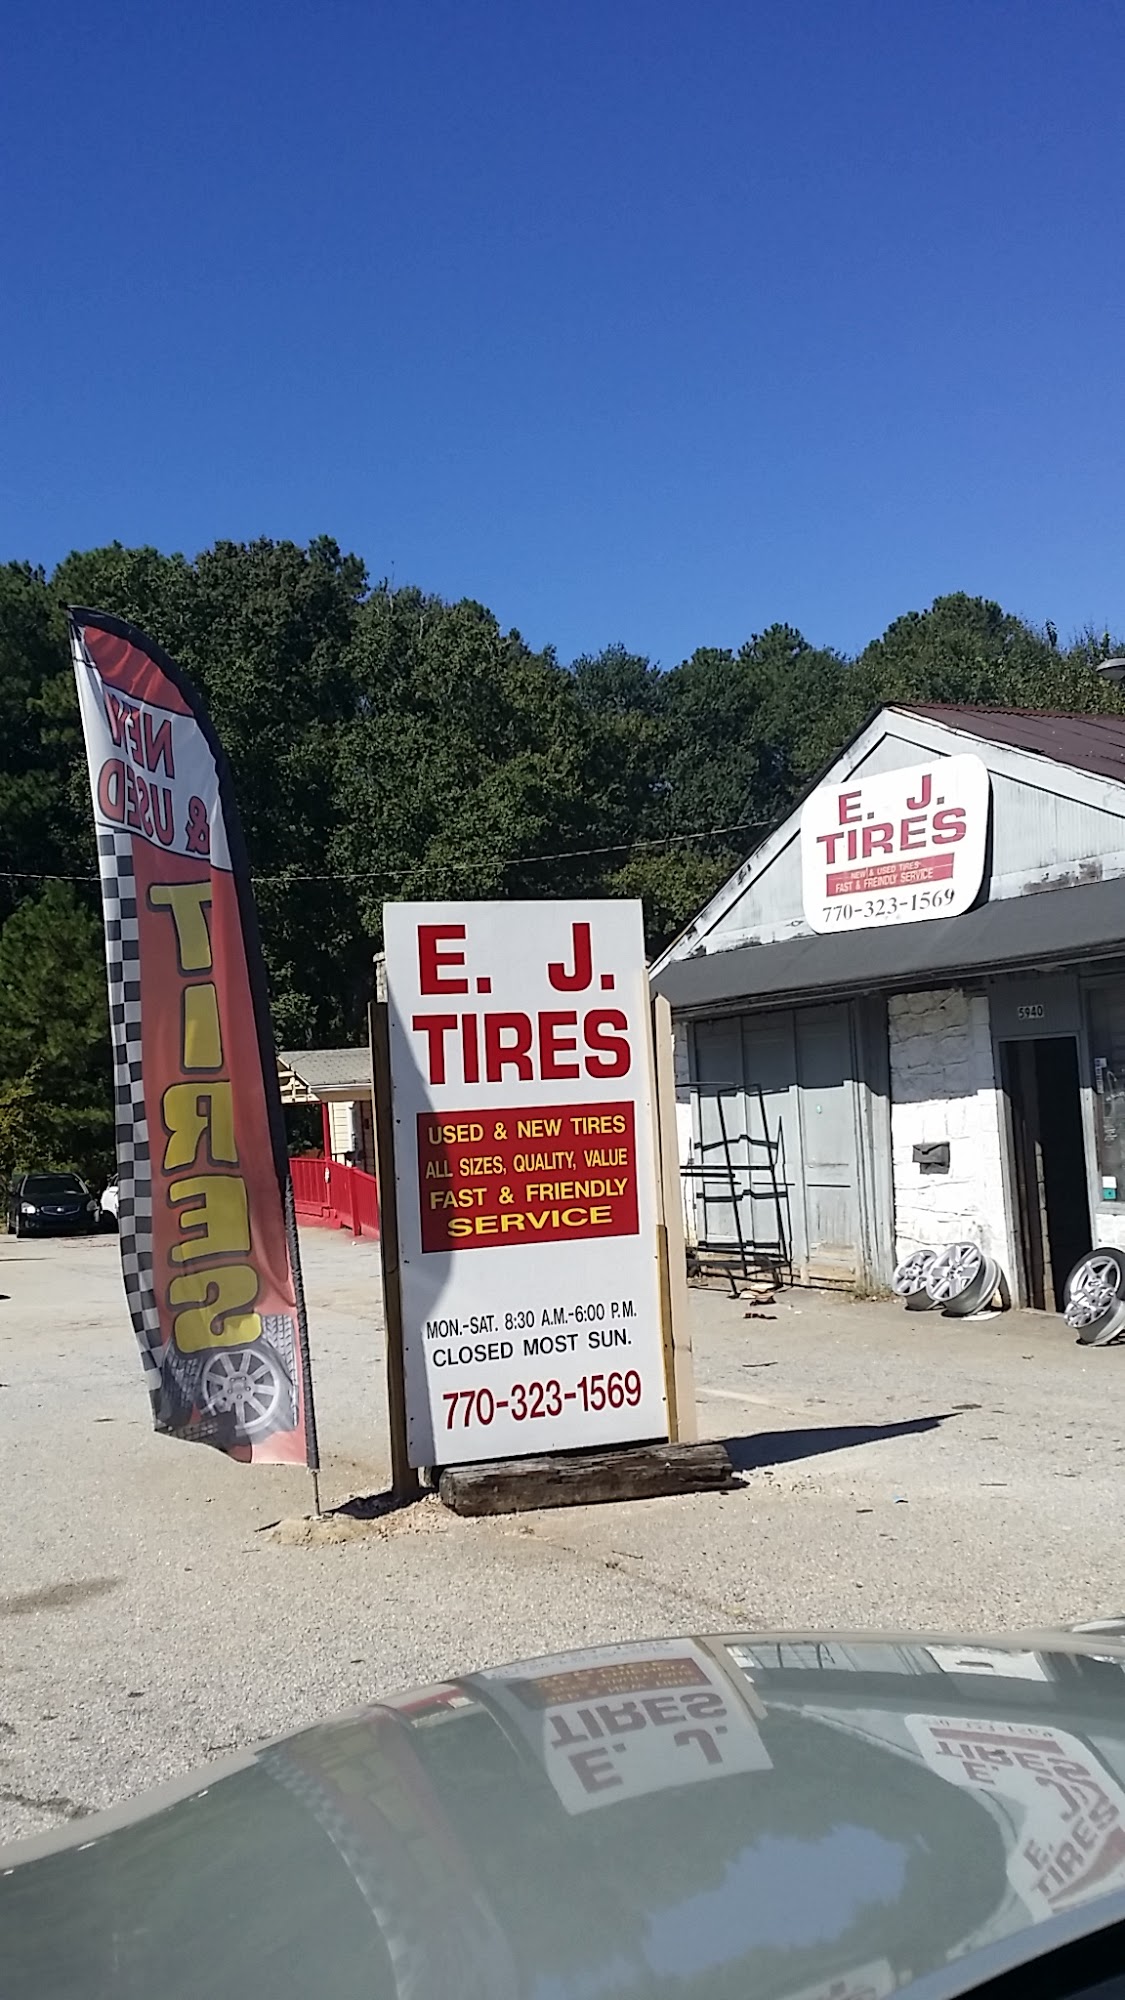 NEW
& USED
TIRES
E. J.
TIRES
USED & NEW TIRES
ALL SIZES, QUALITY, VALUE
FAST & FRIENDLY
SERVICE
MON.-SAT. 8:30 A.M.-6:00 P.M.
CLOSED MOST SUN.
770-323-1569
E. J.
TIRES
NEW & USED TIRES
FAST & FREINDLY SERVICE
770-323-1569
5940